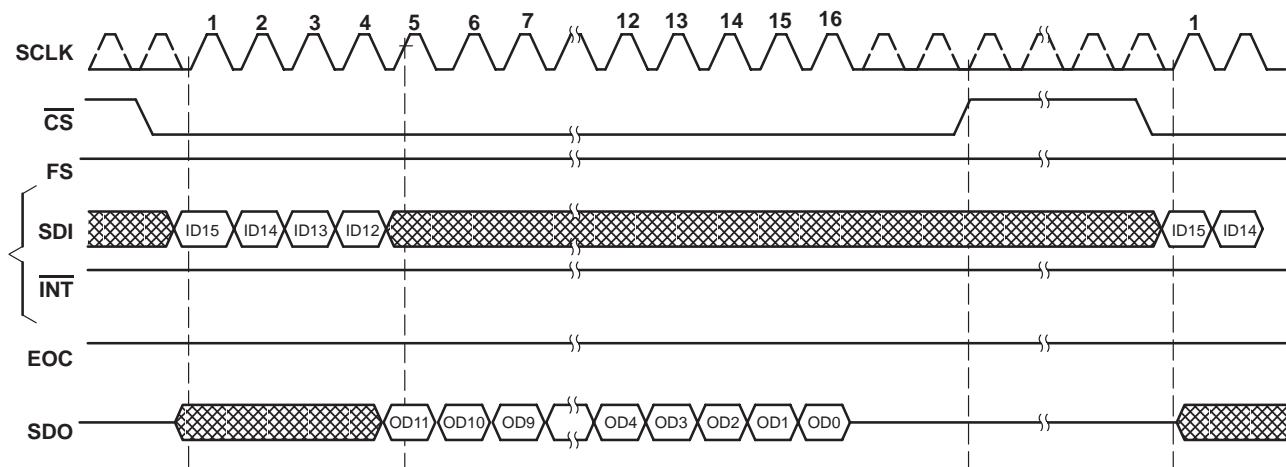 1 2 3 4 5 6 7 12 13 14 15 16 1
SCLK
CS
FS
SDI ID15 ID14 ID13 ID12 ID15 ID14
INT
EOC
SDO OD11 OD10 OD9 OD4 OD3 OD2 OD1 OD0